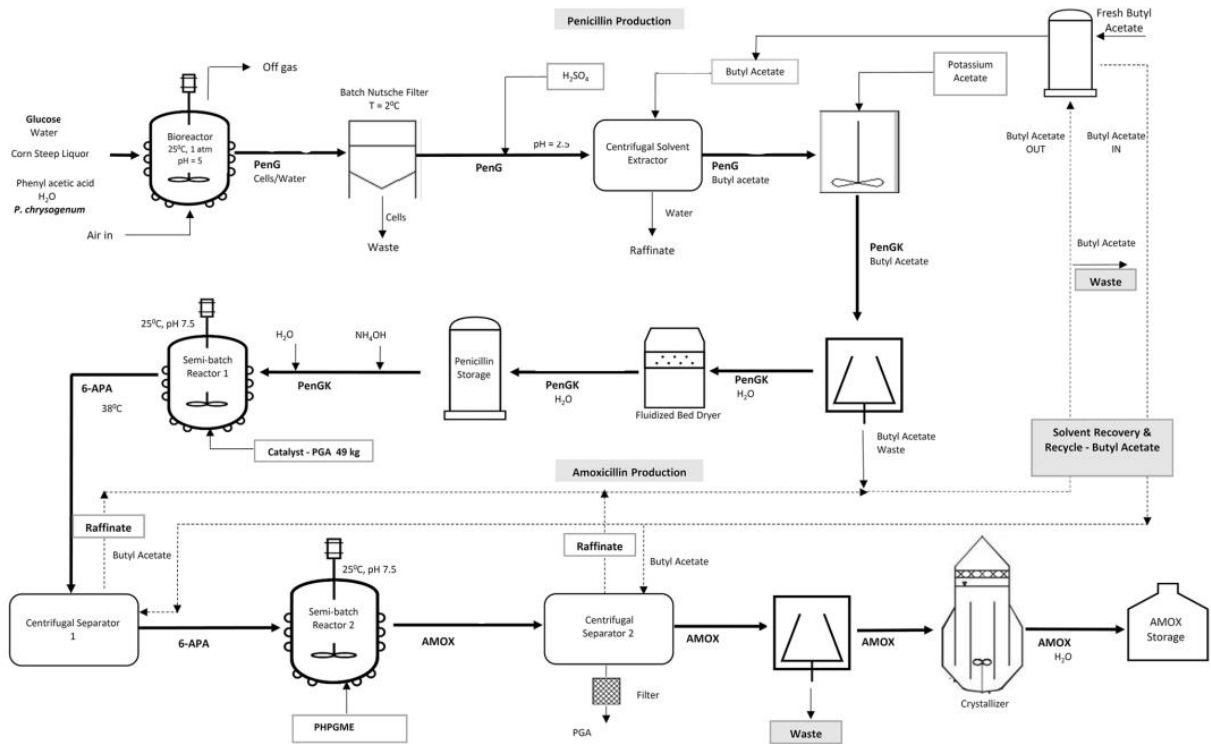 Penicillin Production
Fresh Butyl
Acetate
Off gas
H₂SO₄
Butyl Acetate
Potassium
Acetate
Batch Nutsche Filter
T = 2⁰C
Glucose
Water
Corn Steep Liquor
Phenyl acetic acid
H₂O
P. chrysogenum
Air in
Bioreactor
25⁰C, 1 atm
pH = 5
PenG
Cells/Water
Cells
Waste
PenG
pH = 2.5
Centrifugal Solvent
Extractor
Water
Raffinate
PenG
Butyl acetate
Butyl Acetate
OUT
Butyl Acetate
IN
PenGK
Butyl Acetate
Butyl Acetate
Waste
25⁰C, pH 7.5
Semi-batch
Reactor 1
H₂O
NH₄OH
PenGK
Penicillin
Storage
PenGK
H₂O
Fluidized Bed Dryer
PenGK
H₂O
6-APA
38⁰C
Catalyst - PGA 49 kg
Butyl Acetate
Waste
Solvent Recovery &
Recycle - Butyl Acetate
Amoxicillin Production
Raffinate
Butyl Acetate
25⁰C, pH 7.5
Raffinate
Butyl Acetate
Centrifugal Separator
1
6-APA
Semi-batch
Reactor 2
AMOX
Centrifugal
Separator 2
AMOX
AMOX
AMOX
H₂O
AMOX
Storage
Filter
PGA
PHPGME
Waste
Crystallizer